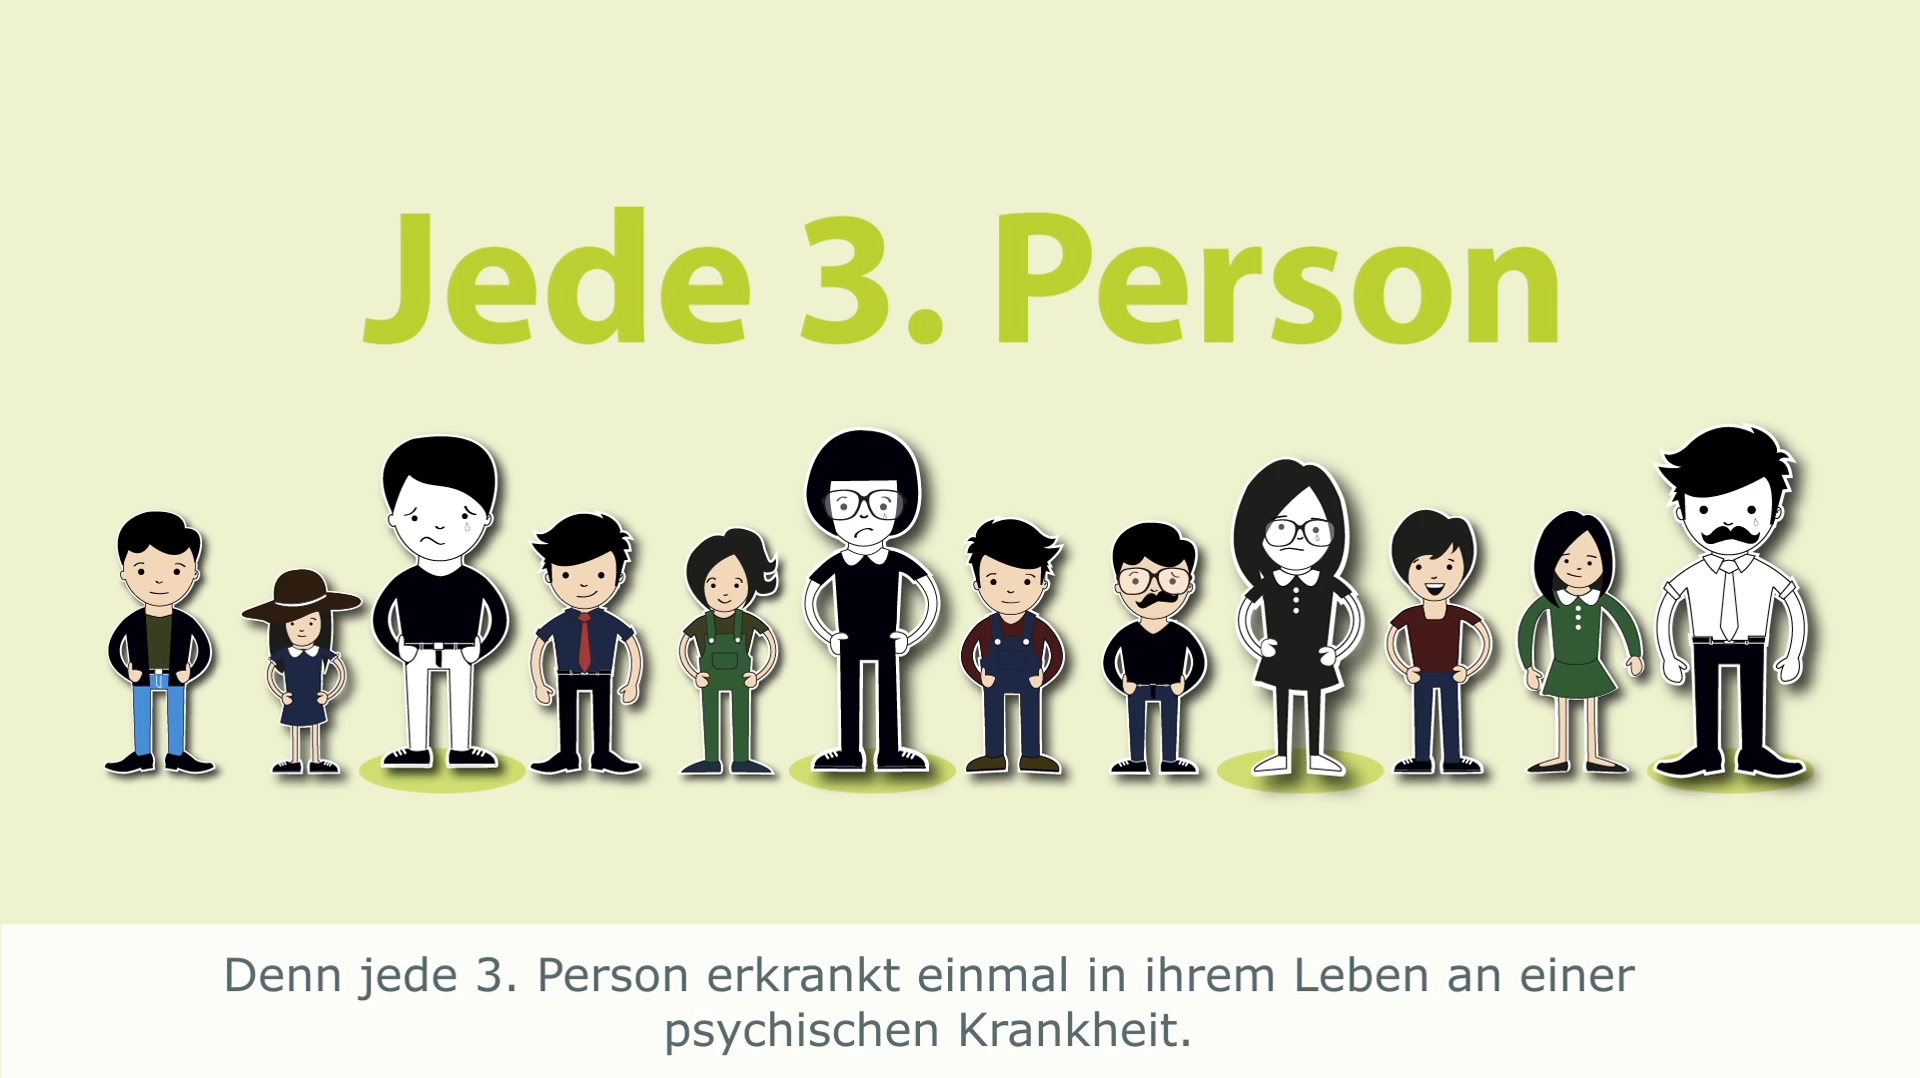 Jede 3. Person
Denn jede 3. Person erkrankt einmal in ihrem Leben an einer
psychischen Krankheit.